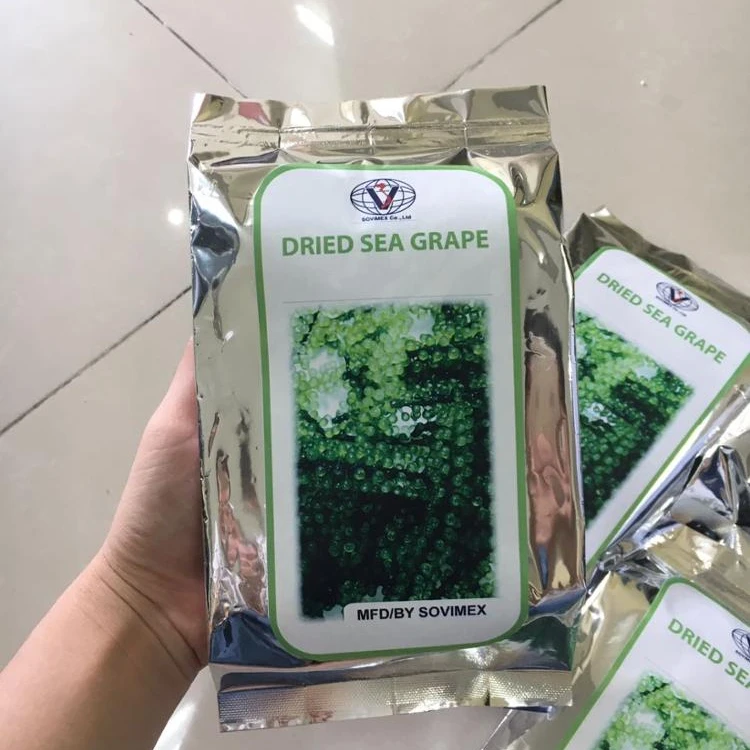 SOVIMEX Co., Ltd
DRIED SEA GRAPE
MFD/BY SOVIMEX
DRIED SEA GRAPE
DRIED SEA